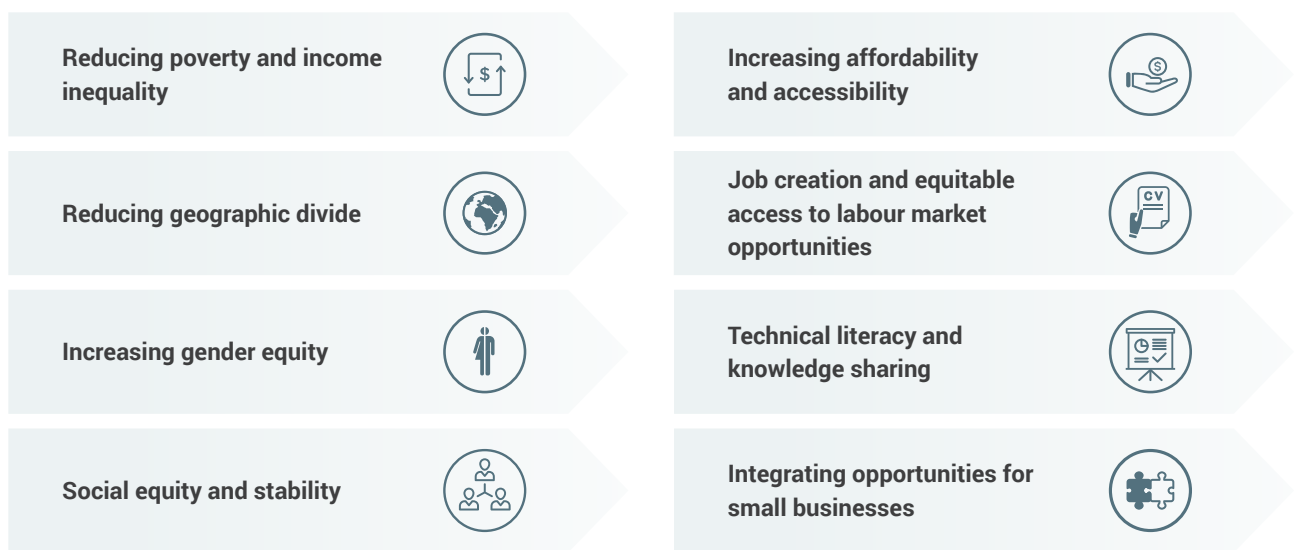 Reducing poverty and income
inequality
$
Increasing affordability
and accessibility
$
Reducing geographic divide
Job creation and equitable
access to labour market
opportunities
CV
Increasing gender equity
Technical literacy and
knowledge sharing
Social equity and stability
Integrating opportunities for
small businesses